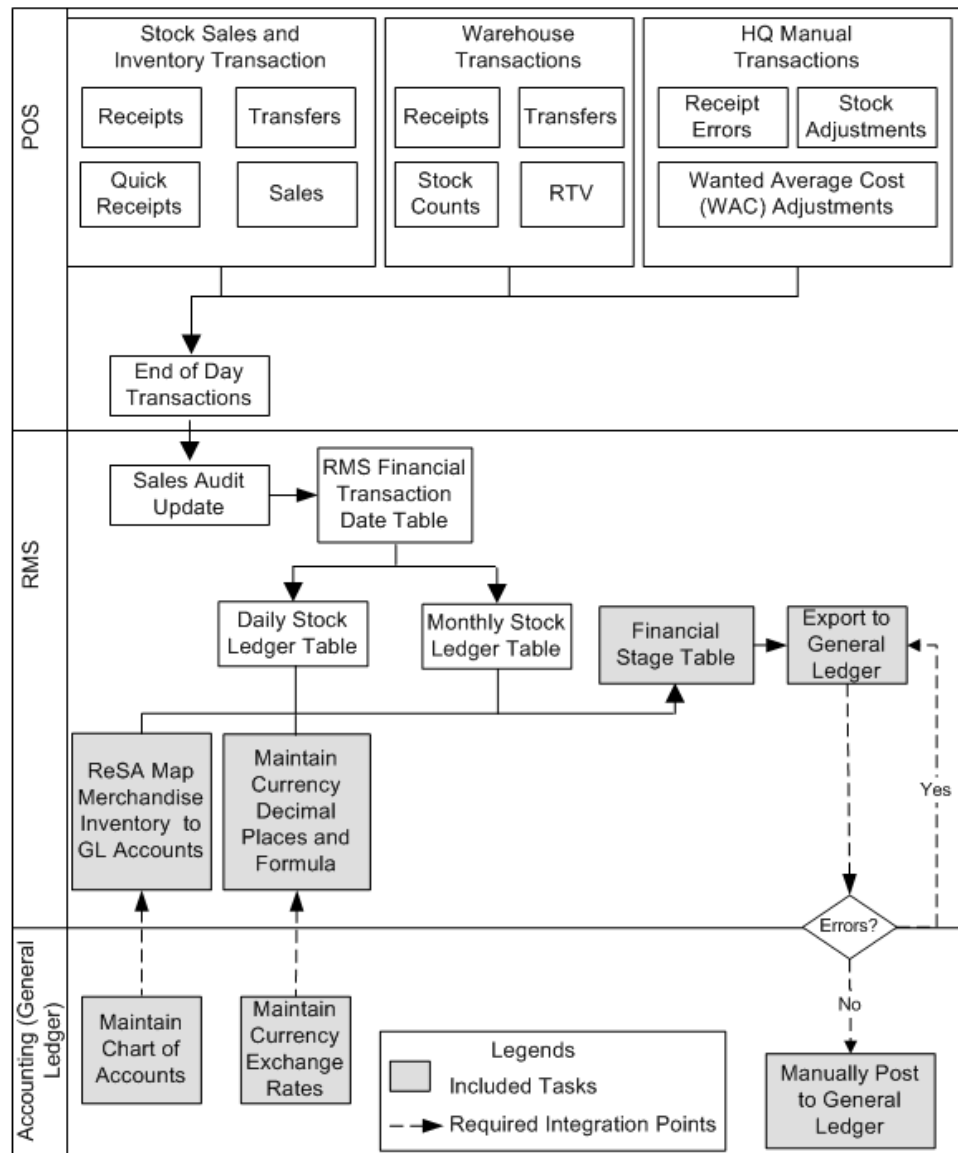 POS
Stock Sales and
Inventory Transaction
Receipts
Transfers
Quick
Receipts
Sales
Warehouse
Transactions
Receipts
Transfers
Stock
Counts
RTV
HQ Manual
Transactions
Receipt
Errors
Stock
Adjustments
Wanted Average Cost
(WAC) Adjustments
End of Day
Transactions
RMS
Sales Audit
Update
RMS Financial
Transaction
Date Table
Daily Stock
Ledger Table
Monthly Stock
Ledger Table
Financial
Stage Table
Export to
General
Ledger
ReSA Map
Merchandise
Inventory to
GL Accounts
Maintain
Currency
Decimal
Places and
Formula
Yes
Errors?
No
Accounting (General
Ledger)
Maintain
Chart of
Accounts
Maintain
Currency
Exchange
Rates
Legends
Included Tasks
Required Integration Points
Manually Post
to General
Ledger